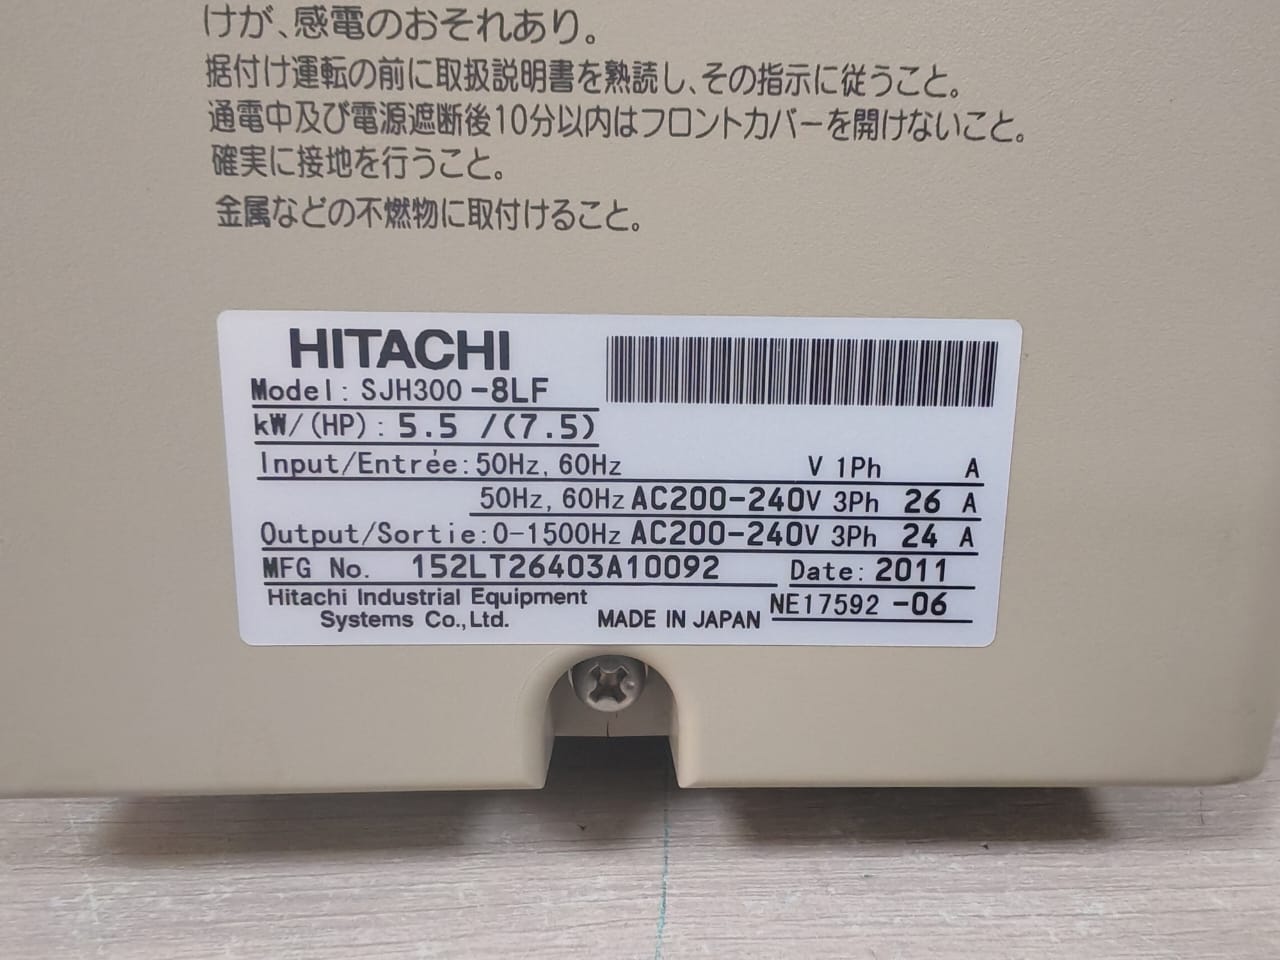 けが、感電のおそれあり。
据付け運転の前に取扱説明書を熟読し、その指示に従うこと。
通電中及び電源遮断後10分以内はフロントカバーを開けないこと。
確実に接地を行うこと。
金属などの不燃物に取付けること。
HITACHI
Model: SJH300 -8LF
kW/(HP): 5.5 /(7.5)
Input/Entrée: 50Hz, 60Hz V 1Ph A
50Hz, 60Hz AC200-240V 3Ph 26 A
Output/Sortie: 0-1500Hz AC200-240V 3Ph 24 A
MFG No. 152LT26403A10092 Date: 2011
Hitachi Industrial Equipment
Systems Co., Ltd. MADE IN JAPAN NE17592 -06